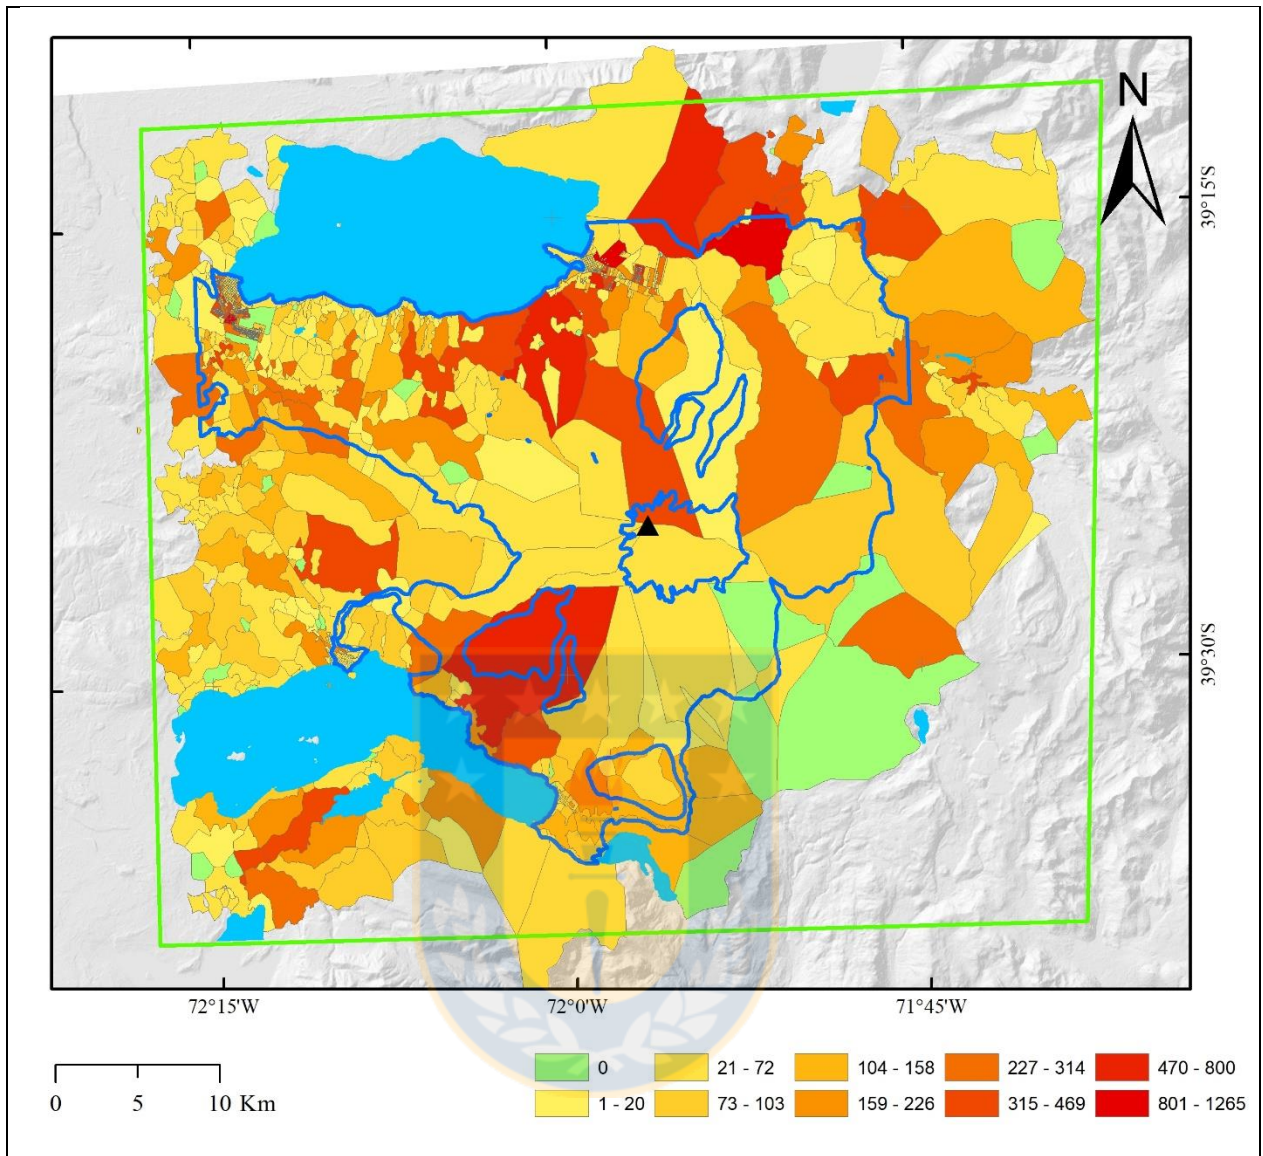 N
39°15'S
39°30'S
72°15'W 72°0'W 71°45'W
0 21 - 72 104 - 158 227 - 314 470 - 800
0 5 10 Km 1 - 20 73 - 103 159 - 226 315 - 469 801 - 1265